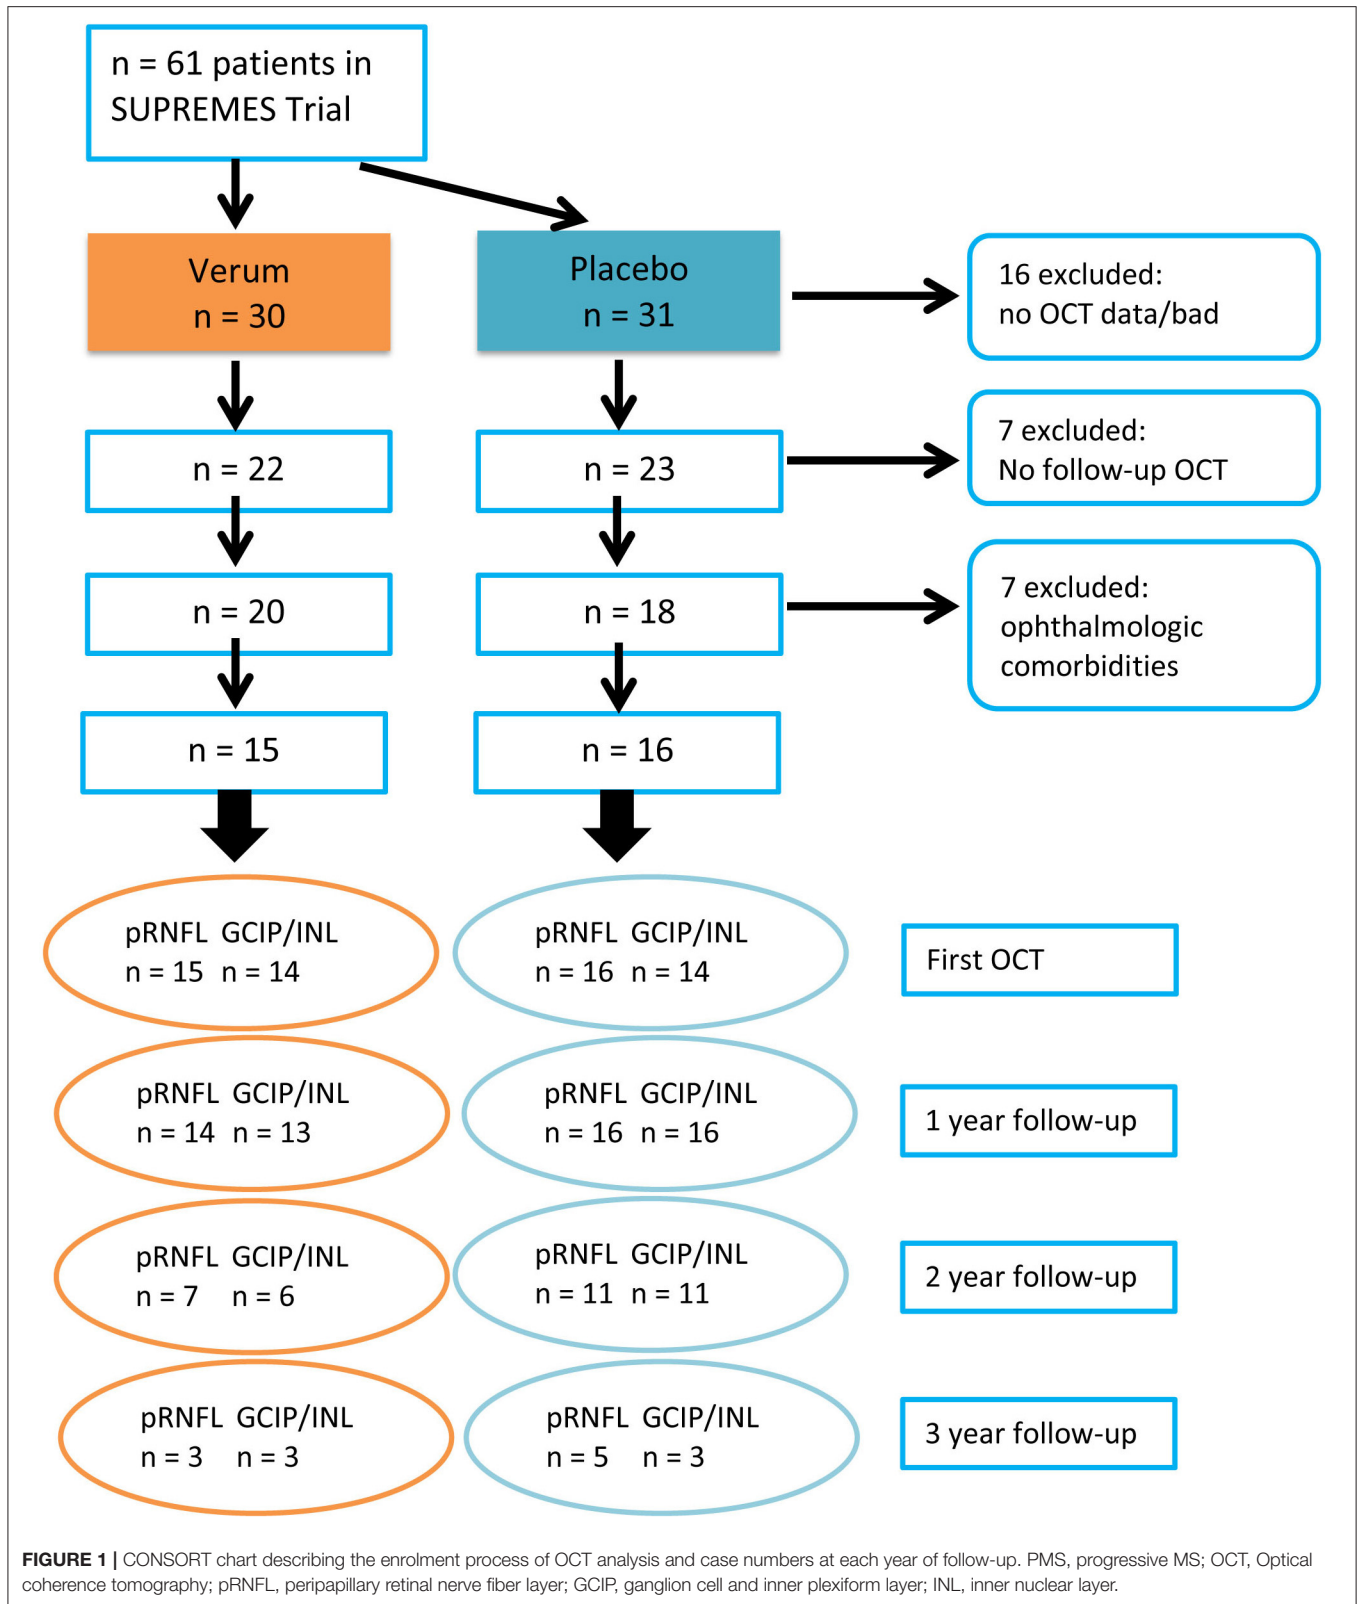 n = 61 patients in
SUPREMES Trial
Verum
n = 30
Placebo
n = 31
16 excluded:
no OCT data/bad
n = 22
n = 23
7 excluded:
No follow-up OCT
n = 20
n = 18
7 excluded:
ophthalmologic
comorbidities
n = 15
n = 16
pRNFL GCIP/INL
n = 15 n = 14
pRNFL GCIP/INL
n = 16 n = 14
First OCT
pRNFL GCIP/INL
n = 14 n = 13
pRNFL GCIP/INL
n = 16 n = 16
1 year follow-up
pRNFL GCIP/INL
n = 7 n = 6
pRNFL GCIP/INL
n = 11 n = 11
2 year follow-up
pRNFL GCIP/INL
n = 3 n = 3
pRNFL GCIP/INL
n = 5 n = 3
3 year follow-up
FIGURE 1 | CONSORT chart describing the enrolment process of OCT analysis and case numbers at each year of follow-up. PMS, progressive MS; OCT, Optical
coherence tomography; pRNFL, peripapillary retinal nerve fiber layer; GCIP, ganglion cell and inner plexiform layer; INL, inner nuclear layer.